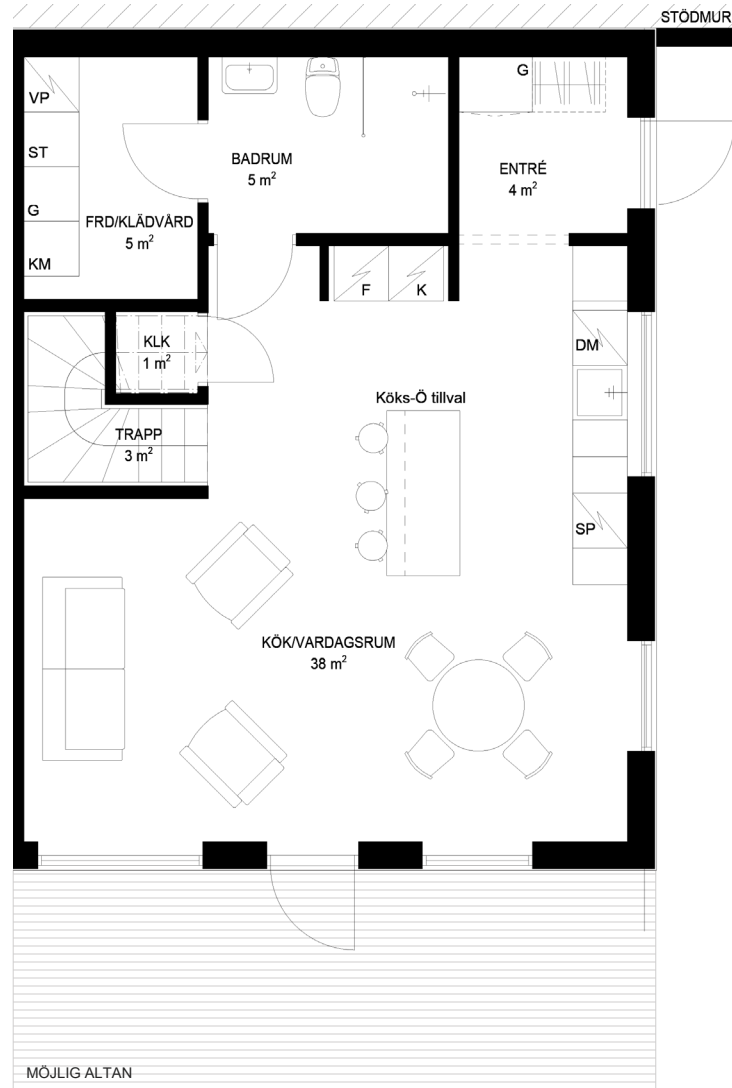 STÖDMUR
G
VP
ST
G
KM
BADRUM
5 m²
ENTRÉ
4 m²
FRD/KLÄDVÅRD
5 m²
F
K
KLK
1 m²
DM
Köks-Ö tillval
TRAPP
3 m²
SP
KÖK/VARDAGSRUM
38 m²
MÖJLIG ALTAN